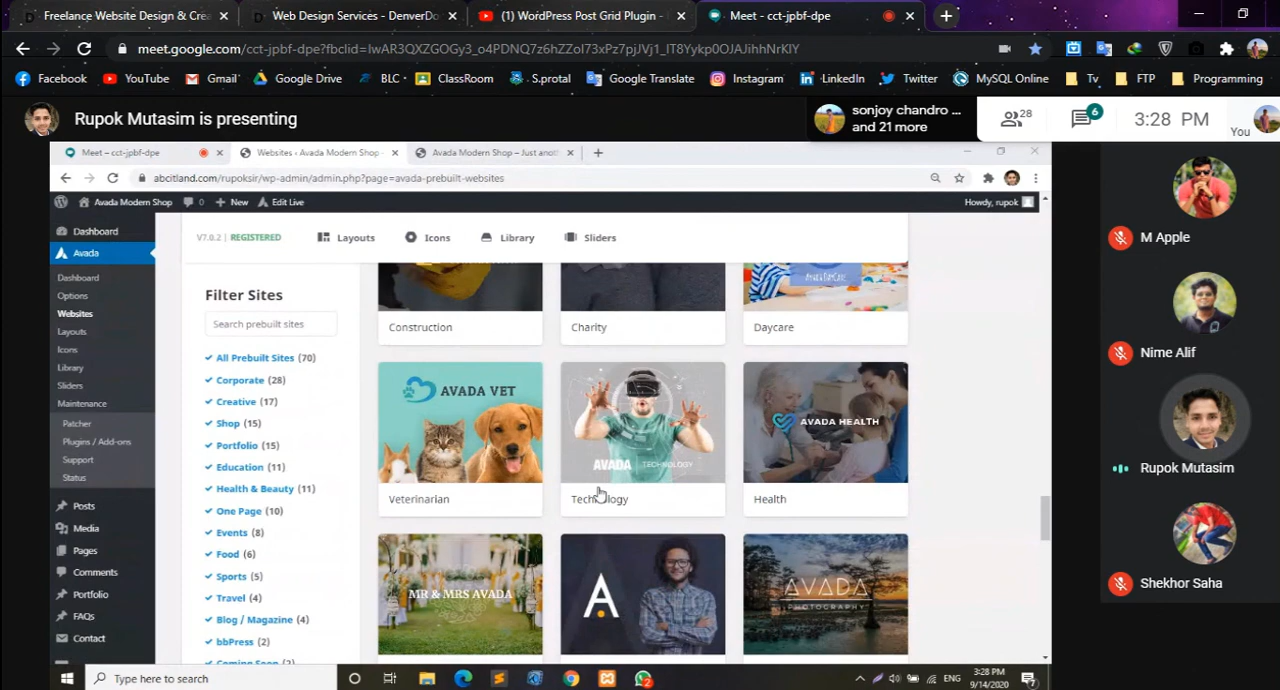 Freelance Website Design & Crea
Web Design Services - DenverDo
(1) WordPress Post Grid Plugin -
Meet - cct-jpbf-dpe
meet.google.com/cct-jpbf-dpe?fbclid=
Facebook
YouTube
Gmail
Google Drive
BLC
ClassRoom
S.protal
Google Translate
Instagram
LinkedIn
Twitter
MySQL Online
Tv
FTP
Programming
Rupok Mutasim is presenting
sonjoy chandro ...
and 21 more
28
6
3:28 PM
You
Meet – cct-jpbf-dpe
Websites ‹ Avada Modern Shop -
Avada Modern Shop – Just anot
abcitland.com/rupoksir/wp-admin/admin.php?page=avada-prebuilt-websites
Avada Modern Shop
0
New
Edit Live
Howdy, rupok
Dashboard
Avada
Dashboard
Options
Websites
Layouts
Icons
Library
Sliders
Maintenance
Patcher
Plugins / Add-ons
Support
Status
Posts
Media
Pages
Comments
Portfolio
FAQs
Contact
V7.0.2 | REGISTERED
Layouts
Icons
Library
Sliders
Filter Sites
Search prebuilt sites
All Prebuilt Sites (70)
Corporate (28)
Creative (17)
Shop (15)
Portfolio (15)
Education (11)
Health & Beauty (11)
One Page (10)
Events (8)
Food (6)
Sports (5)
Travel (4)
Blog / Magazine (4)
bbPress (2)
Construction
Charity
Daycare
AVADA VET
Veterinarian
AVADA TECHNOLOGY
Technology
AVADA HEALTH
Health
MR & MRS AVADA
A
AVADA
PHOTOGRAPHY
M Apple
Nime Alif
Rupok Mutasim
Shekhor Saha
Type here to search
2
ENG
3:28 PM
9/14/2020
7